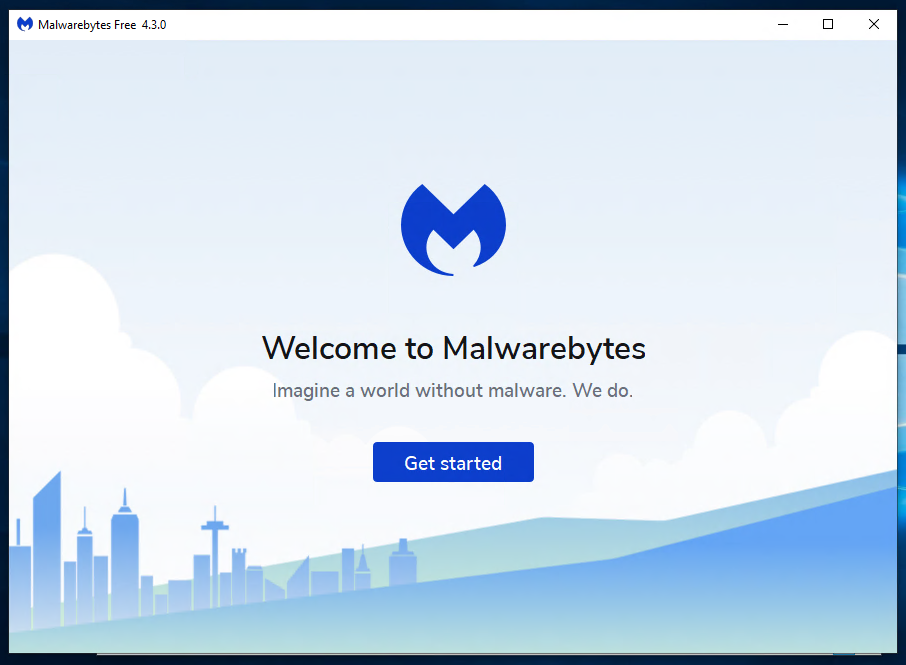 Malwarebytes Free 4.3.0
Welcome to Malwarebytes
Imagine a world without malware. We do.
Get started